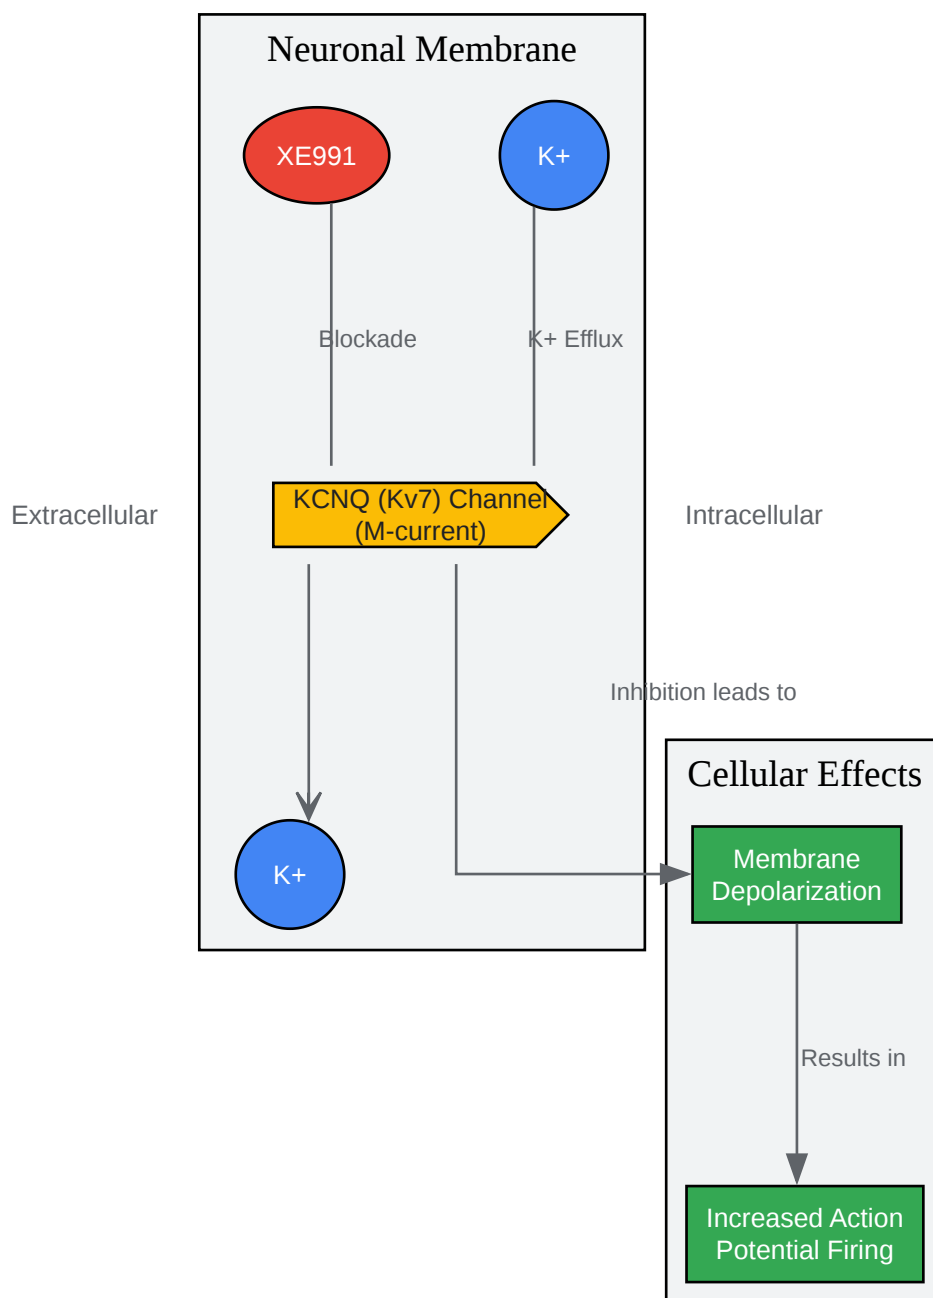 Neuronal Membrane
XE991
K+
Blockade
K+ Efflux
Extracellular
KCNQ (Kv7) Channel
(M-current)
Intracellular
Inhibition leads to
Cellular Effects
K+
Membrane
Depolarization
Results in
Increased Action
Potential Firing